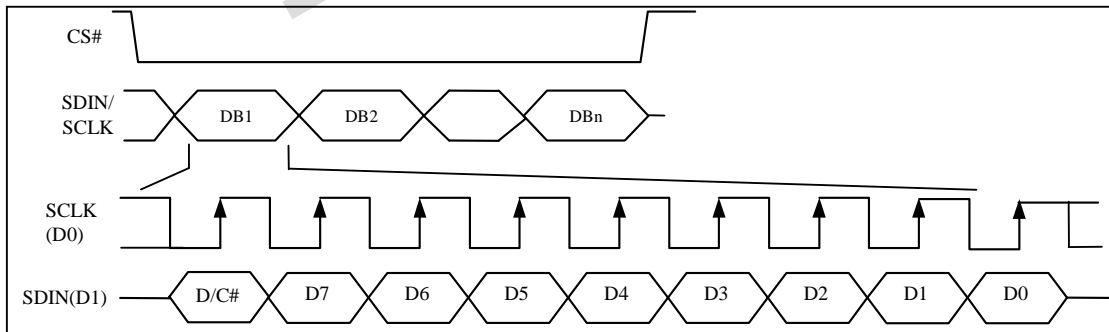 CS#
SDIN/
SCLK
DB1 DB2 DBn
SCLK
(D0)
SDIN(D1) D/C# D7 D6 D5 D4 D3 D2 D1 D0